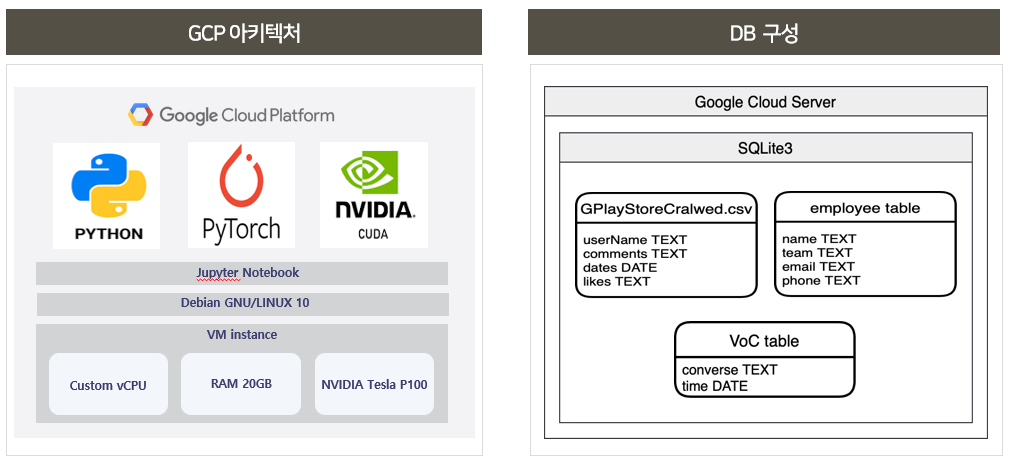 GCP 아키텍처
Google Cloud Platform
PYTHON
PyTorch
NVIDIA.
CUDA
Jupyter Notebook
Debian GNU/LINUX 10
VM instance
Custom vCPU
RAM 20GB
NVIDIA Tesla P100
DB 구성
Google Cloud Server
SQLite3
GPlayStoreCralwed.csv
userName TEXT
comments TEXT
dates DATE
likes TEXT
employee table
name TEXT
team TEXT
email TEXT
phone TEXT
VoC table
converse TEXT
time DATE